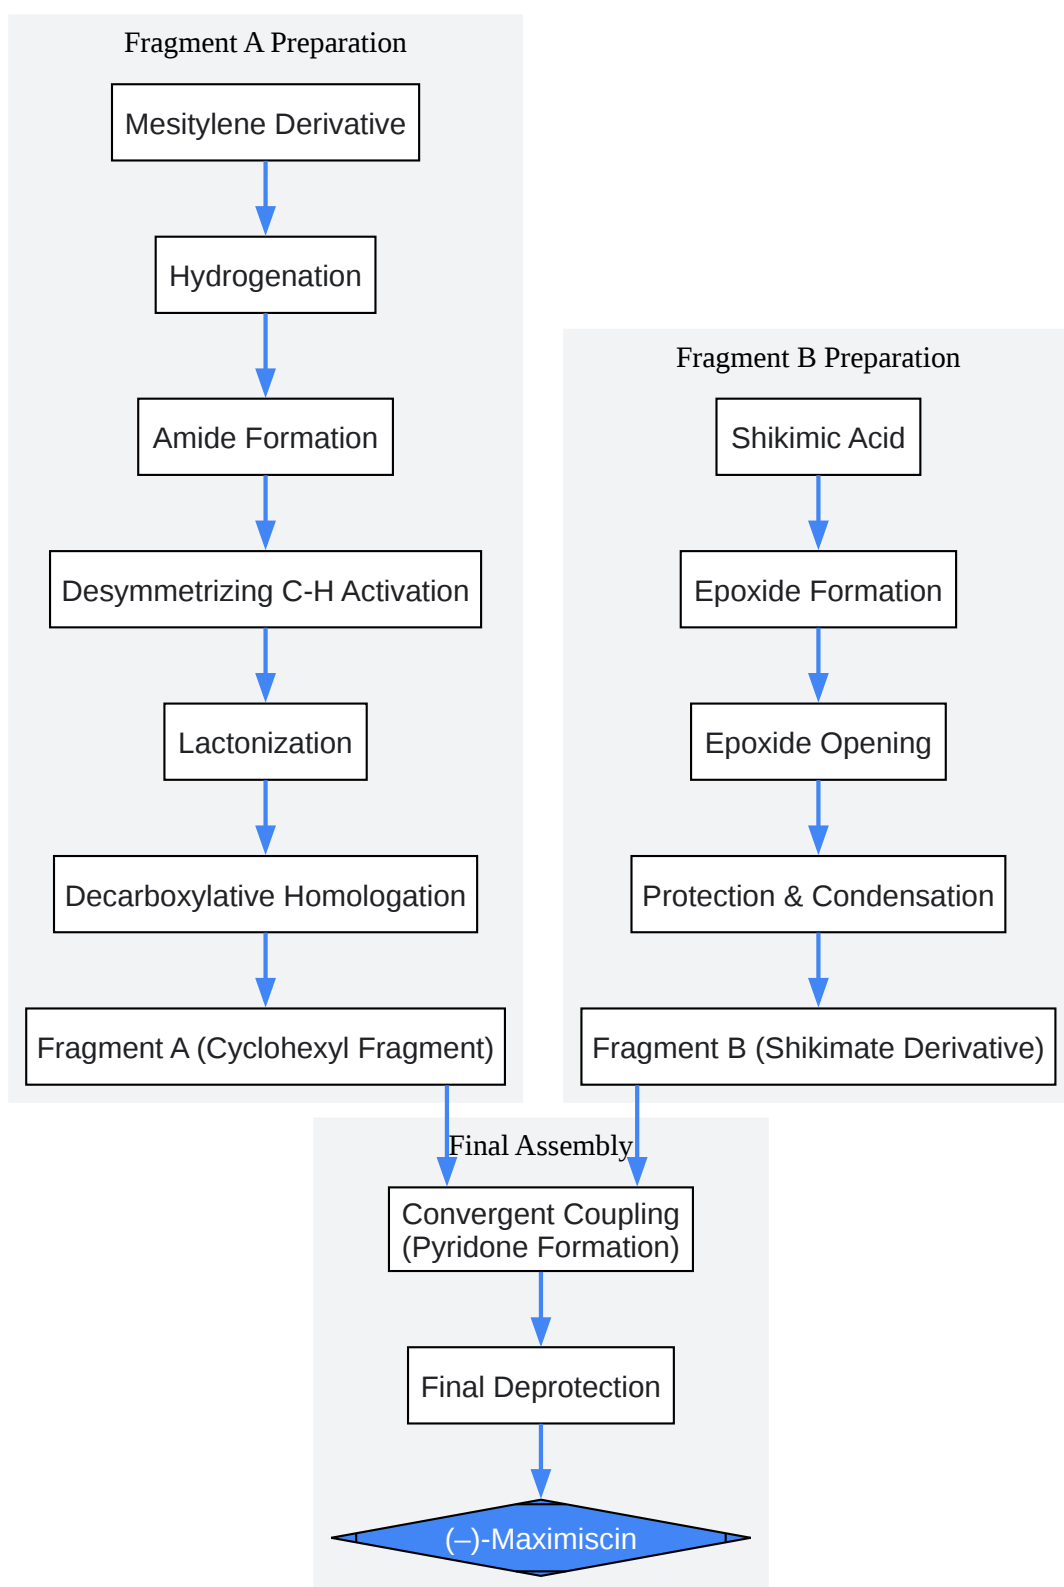 Fragment A Preparation
Mesitylene Derivative
Hydrogenation
Amide Formation
Desymmetrizing C-H Activation
Lactonization
Decarboxylative Homologation
Fragment A (Cyclohexyl Fragment)
Fragment B Preparation
Shikimic Acid
Epoxide Formation
Epoxide Opening
Protection & Condensation
Fragment B (Shikimate Derivative)
Final Assembly
Convergent Coupling
(Pyridone Formation)
Final Deprotection
(–)-Maximiscin